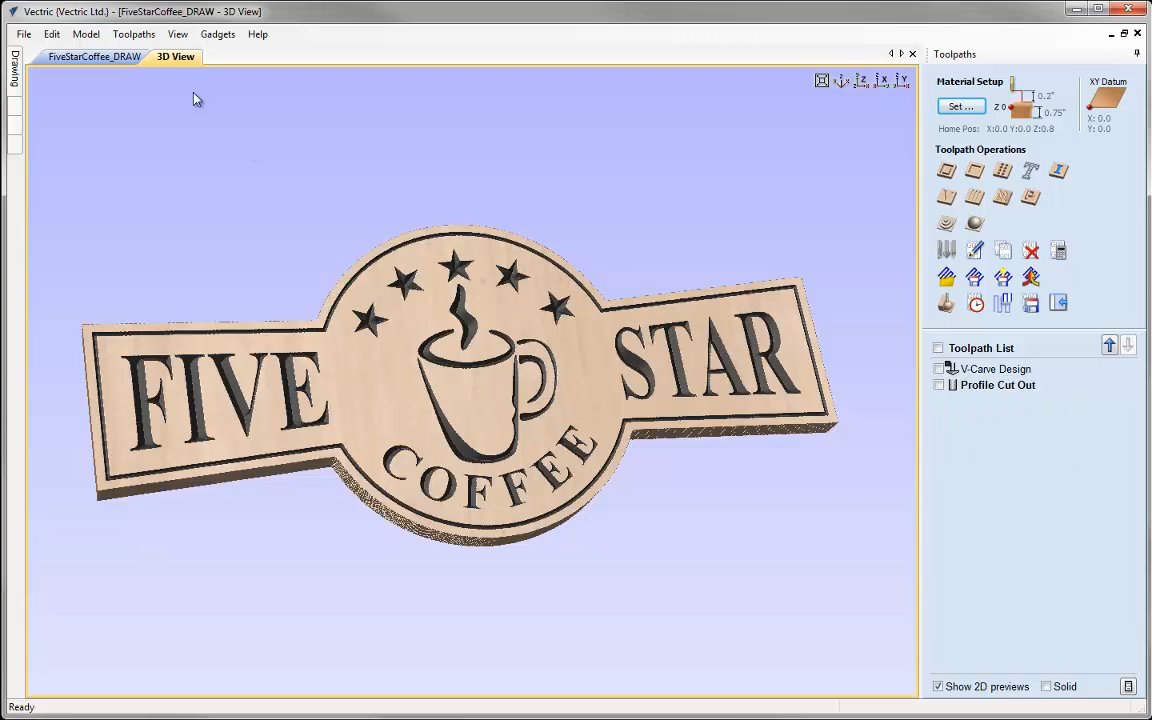 Vectric {Vectric Ltd.} - [FiveStarCoffee_DRAW - 3D View]
File Edit Model Toolpaths View Gadgets Help
FiveStarCoffee_DRAW 3D View
Toolpaths
Drawing
Material Setup
XY Datum
Set ...
Z 0
0.2"
0.75"
X: 0.0
Y: 0.0
Home Pos: X:0.0 Y:0.0 Z:0.8
Toolpath Operations
Toolpath List
V-Carve Design
Profile Cut Out
FIVE STAR
COFFEE
Show 2D previews Solid
Ready